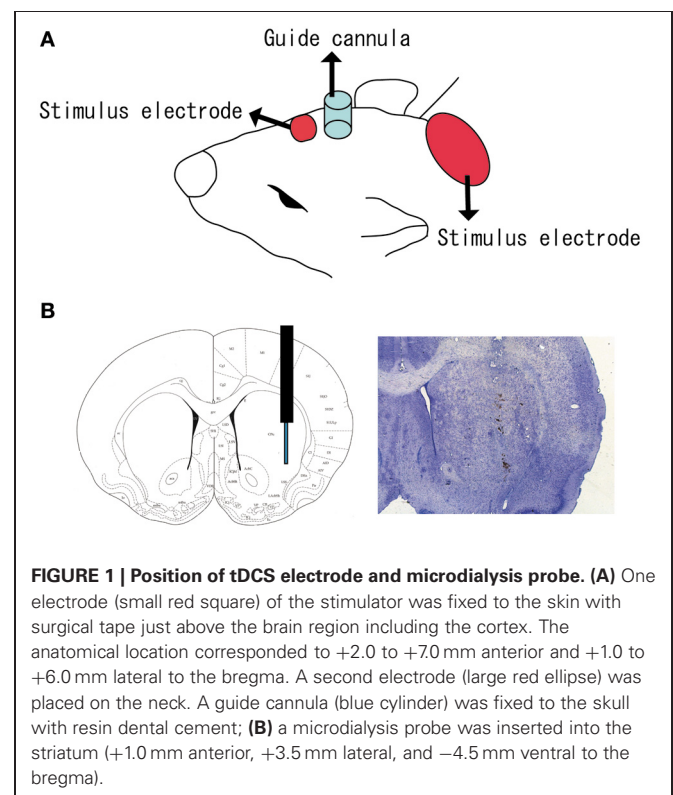 A
Guide cannula
Stimulus electrode
Stimulus electrode
B
FIGURE 1 | Position of tDCS electrode and microdialysis probe. (A) One
electrode (small red square) of the stimulator was fixed to the skin with
surgical tape just above the brain region including the cortex. The
anatomical location corresponded to +2.0 to +7.0 mm anterior and +1.0 to
+6.0 mm lateral to the bregma. A second electrode (large red ellipse) was
placed on the neck. A guide cannula (blue cylinder) was fixed to the skull
with resin dental cement; (B) a microdialysis probe was inserted into the
striatum (+1.0 mm anterior, +3.5 mm lateral, and −4.5 mm ventral to the
bregma).